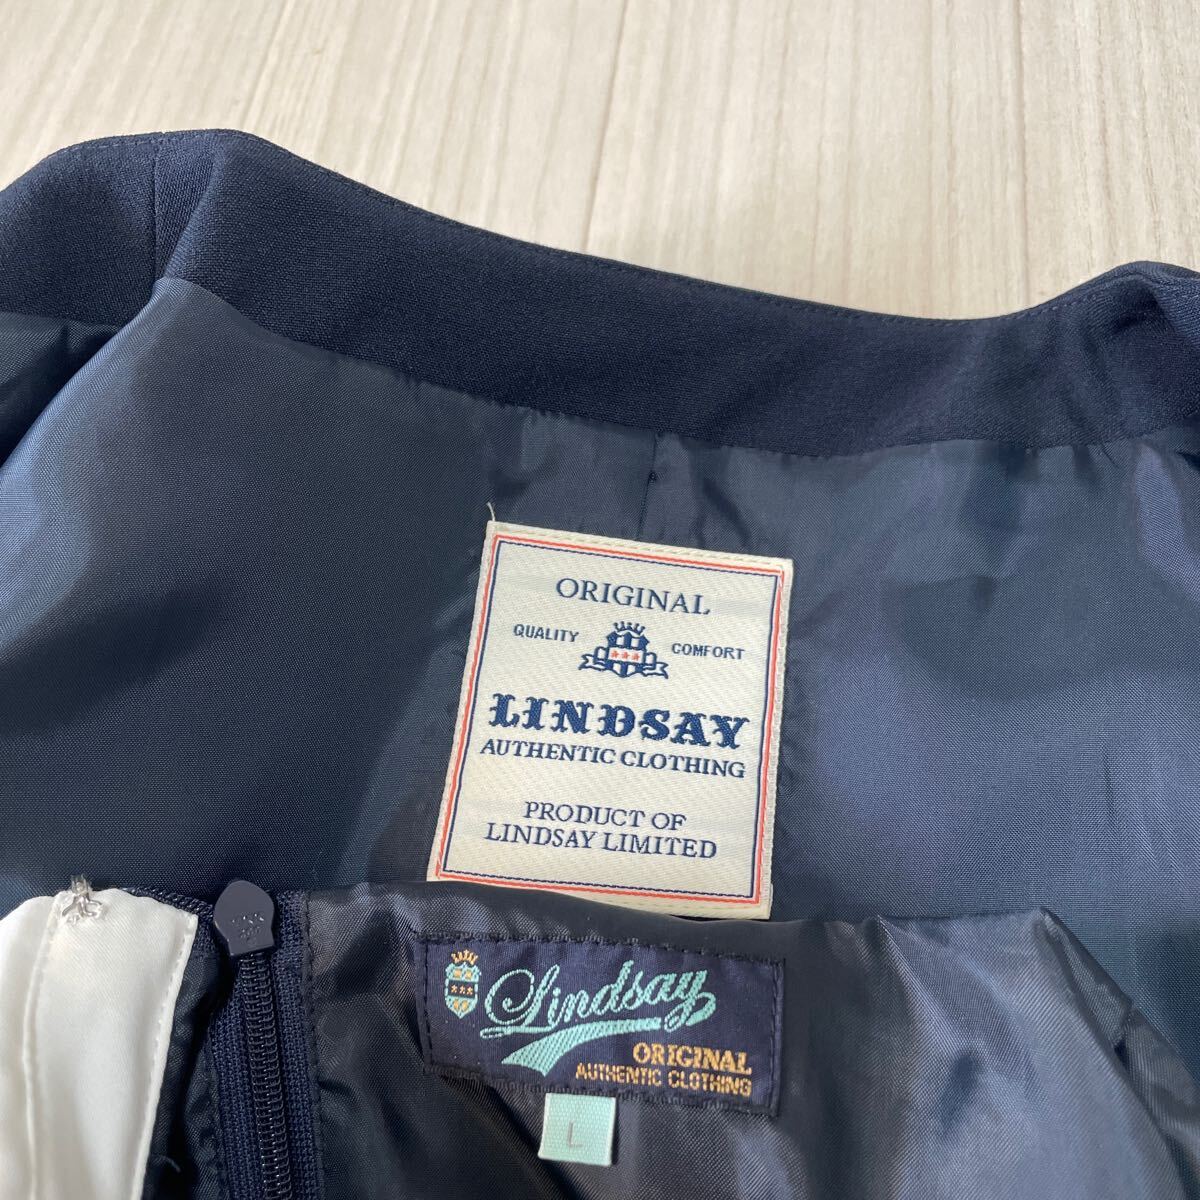 ORIGINAL
QUALITY COMFORT
LINDSAY
AUTHENTIC CLOTHING
PRODUCT OF
LINDSAY LIMITED
Lindsay
ORIGINAL
AUTHENTIC CLOTHING
L